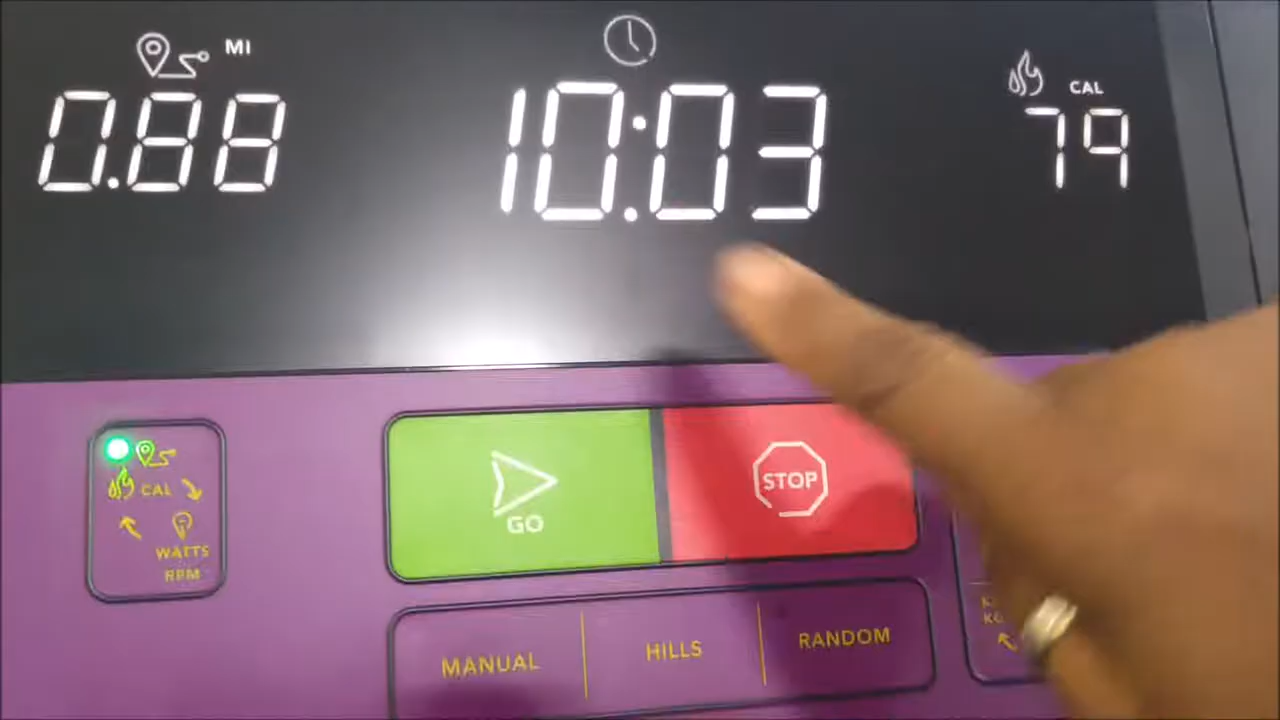 MI
0.88
10:03
CAL
79
CAL
WATTS
RPM
GO
STOP
MANUAL
HILLS
RANDOM